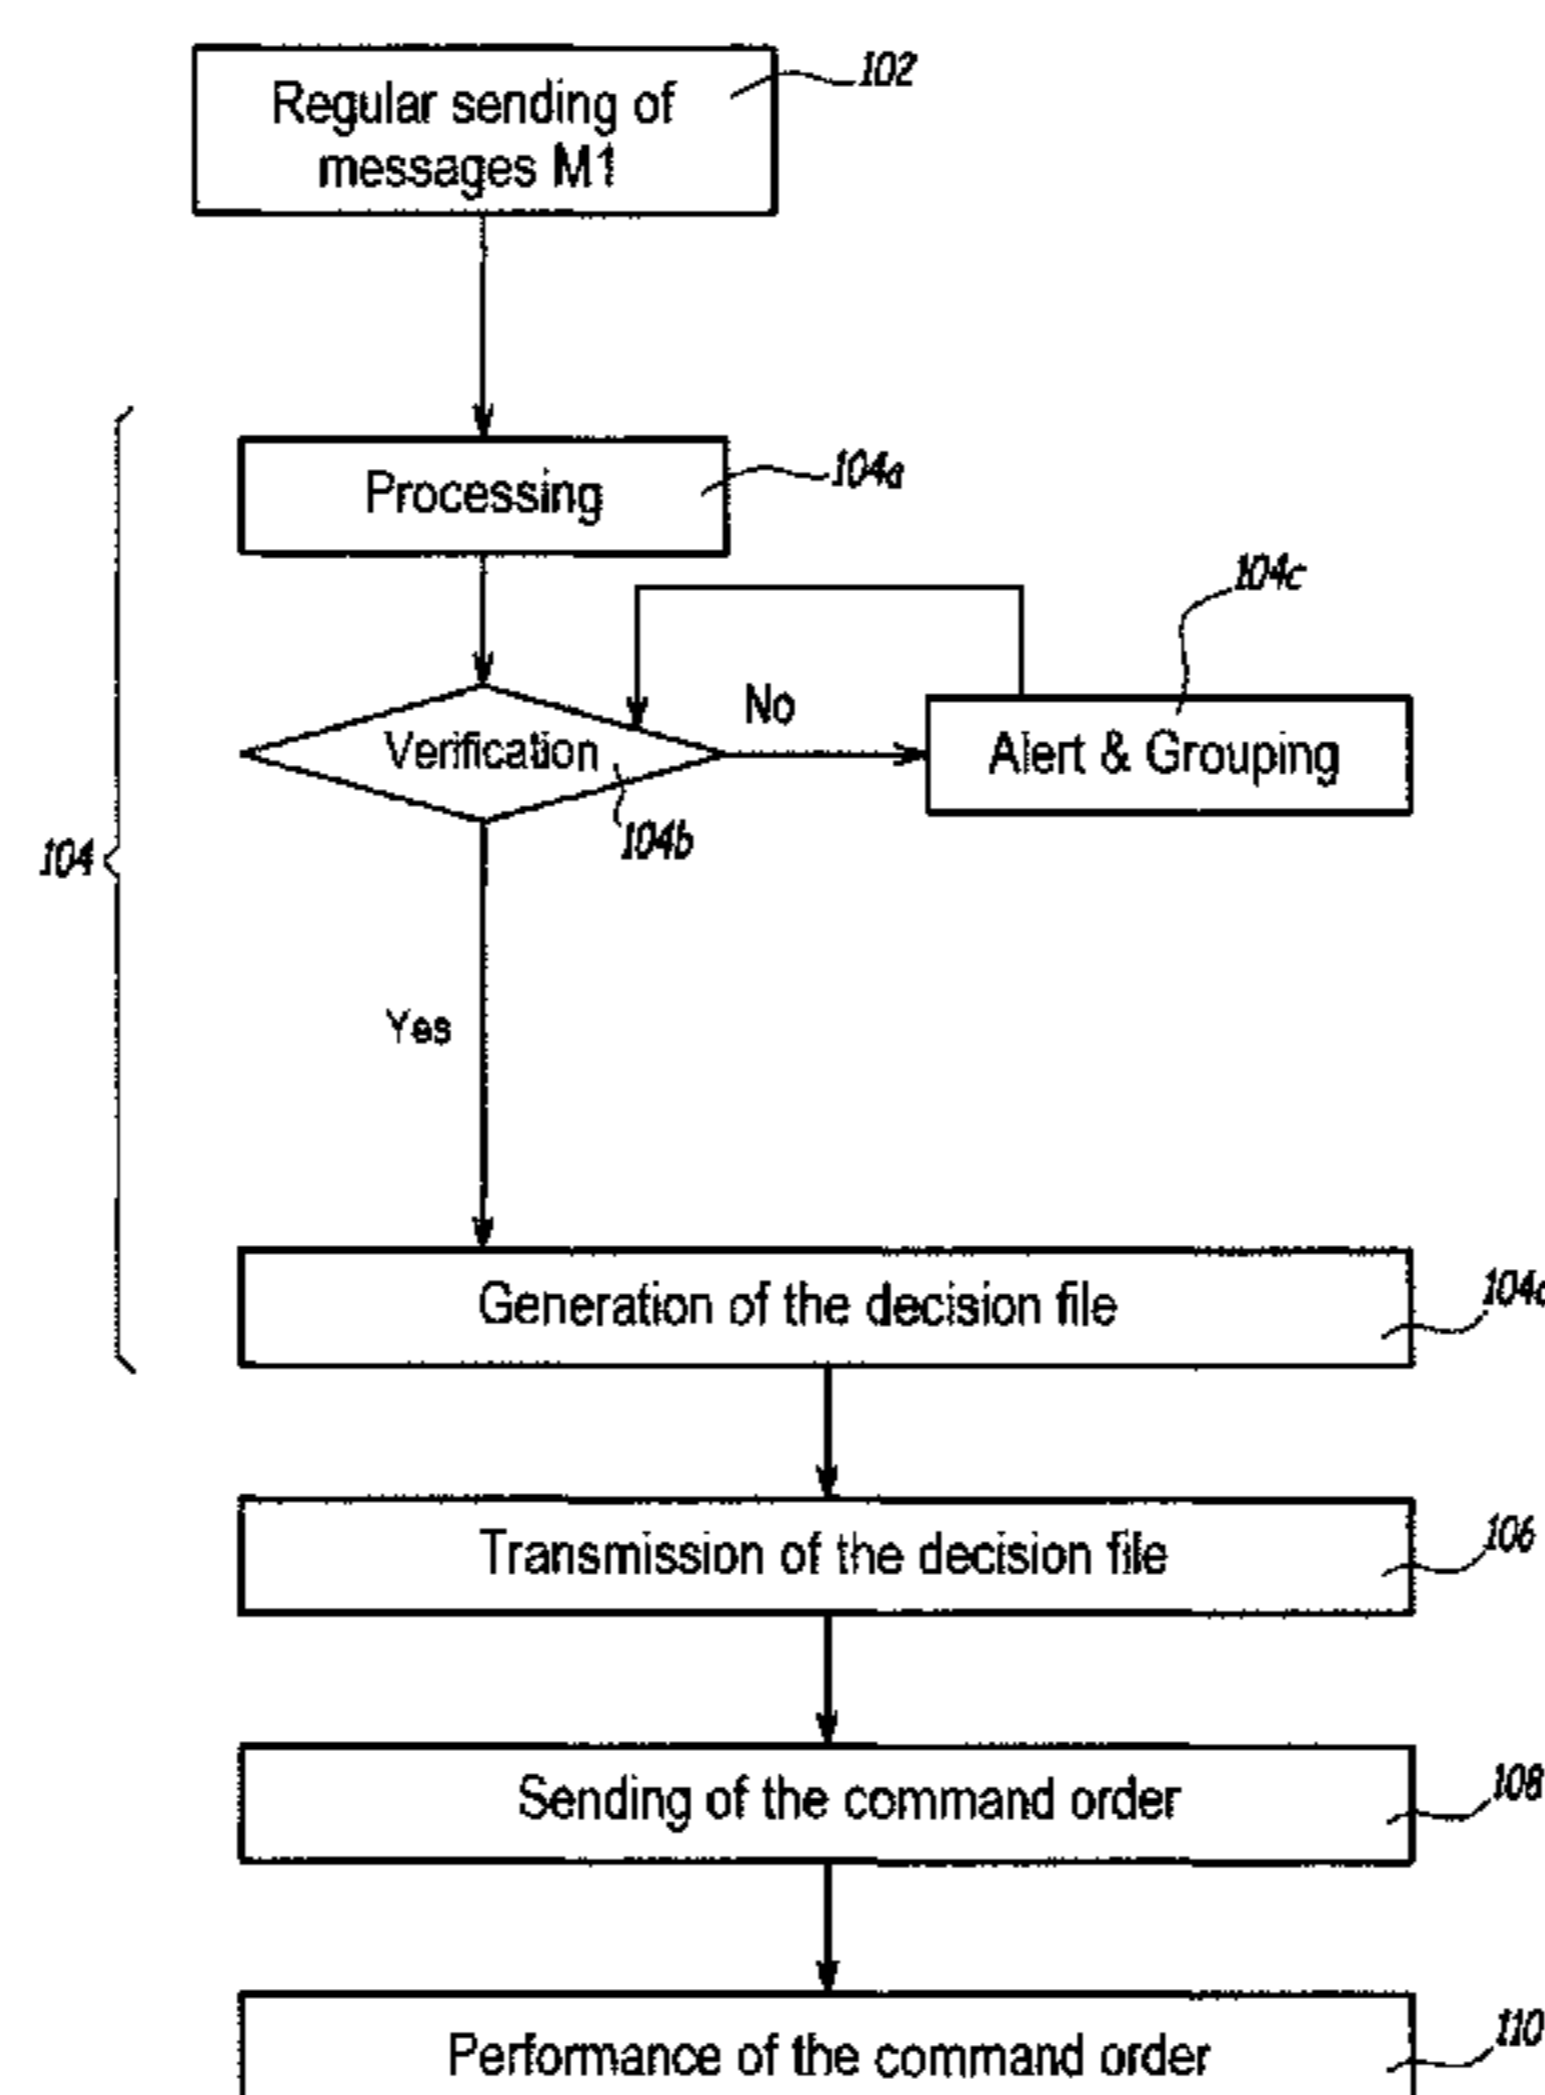 Regular sending of
messages M1
102
Processing
104a
104c
No
Verification
Alert & Grouping
104b
104
Yes
Generation of the decision file
Transmission of the decision file
106
Sending of the command order
108
Performance of the command order
110